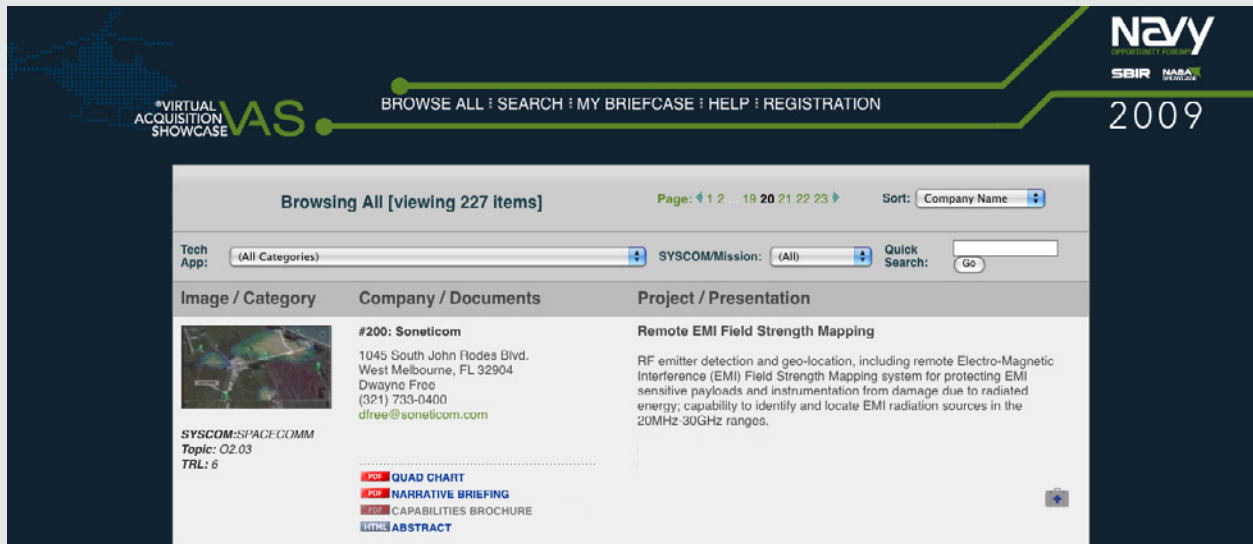 Navy
OPPORTUNITY FORUM®
SBIR NABA
SHOWCASE
2009
®VIRTUAL
ACQUISITION
SHOWCASE
VAS
BROWSE ALL ⁝ SEARCH ⁝ MY BRIEFCASE ⁝ HELP ⁝ REGISTRATION
Browsing All [viewing 227 items]
Page: 1 2 ... 19 20 21 22 23
Sort: Company Name
Tech
App: (All Categories)
SYSCOM/Mission: (All)
Quick
Search:
Go
Image / Category
Company / Documents
Project / Presentation
SYSCOM:SPACECOMM
Topic: O2.03
TRL: 6
#200: Soneticom
1045 South John Rodes Blvd.
West Melbourne, FL 32904
Dwayne Free
(321) 733-0400
dfree@soneticom.com
PDF QUAD CHART
PDF NARRATIVE BRIEFING
PDF CAPABILITIES BROCHURE
HTML ABSTRACT
Remote EMI Field Strength Mapping
RF emitter detection and geo-location, including remote Electro-Magnetic
Interference (EMI) Field Strength Mapping system for protecting EMI
sensitive payloads and instrumentation from damage due to radiated
energy; capability to identify and locate EMI radiation sources in the
20MHz-30GHz ranges.